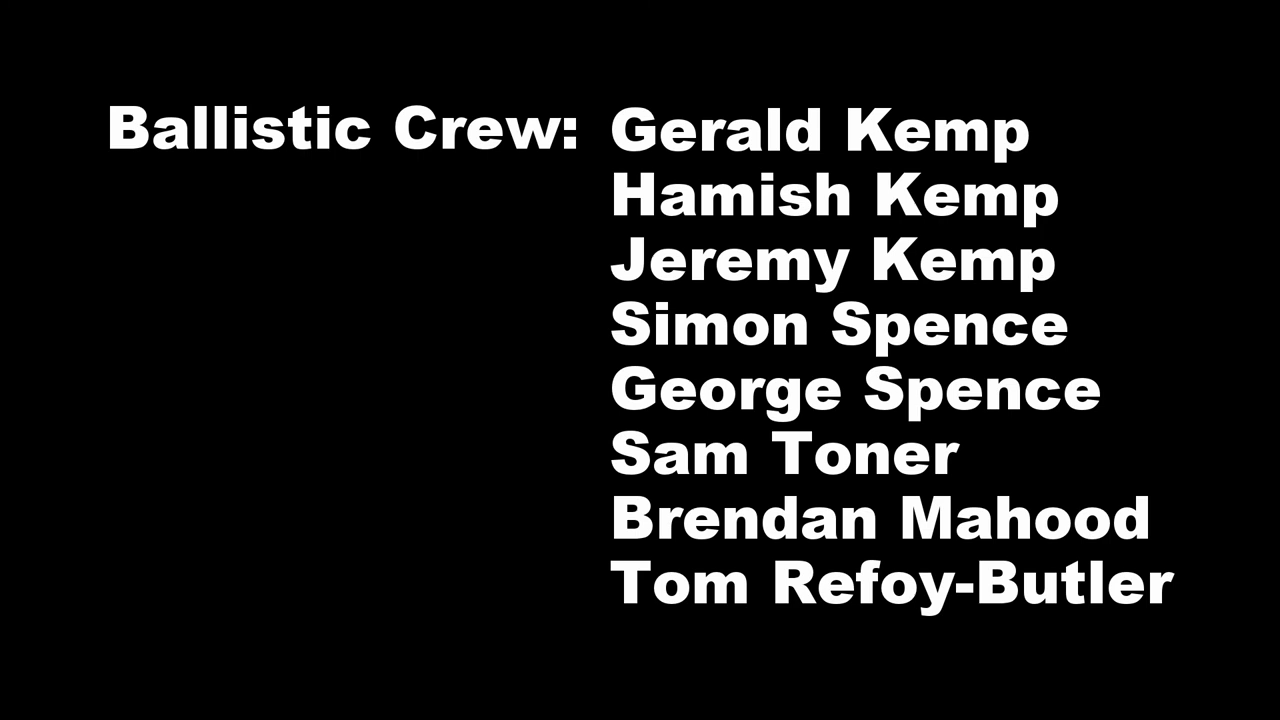 Ballistic Crew: Gerald Kemp
Hamish Kemp
Jeremy Kemp
Simon Spence
George Spence
Sam Toner
Brendan Mahood
Tom Refoy-Butler